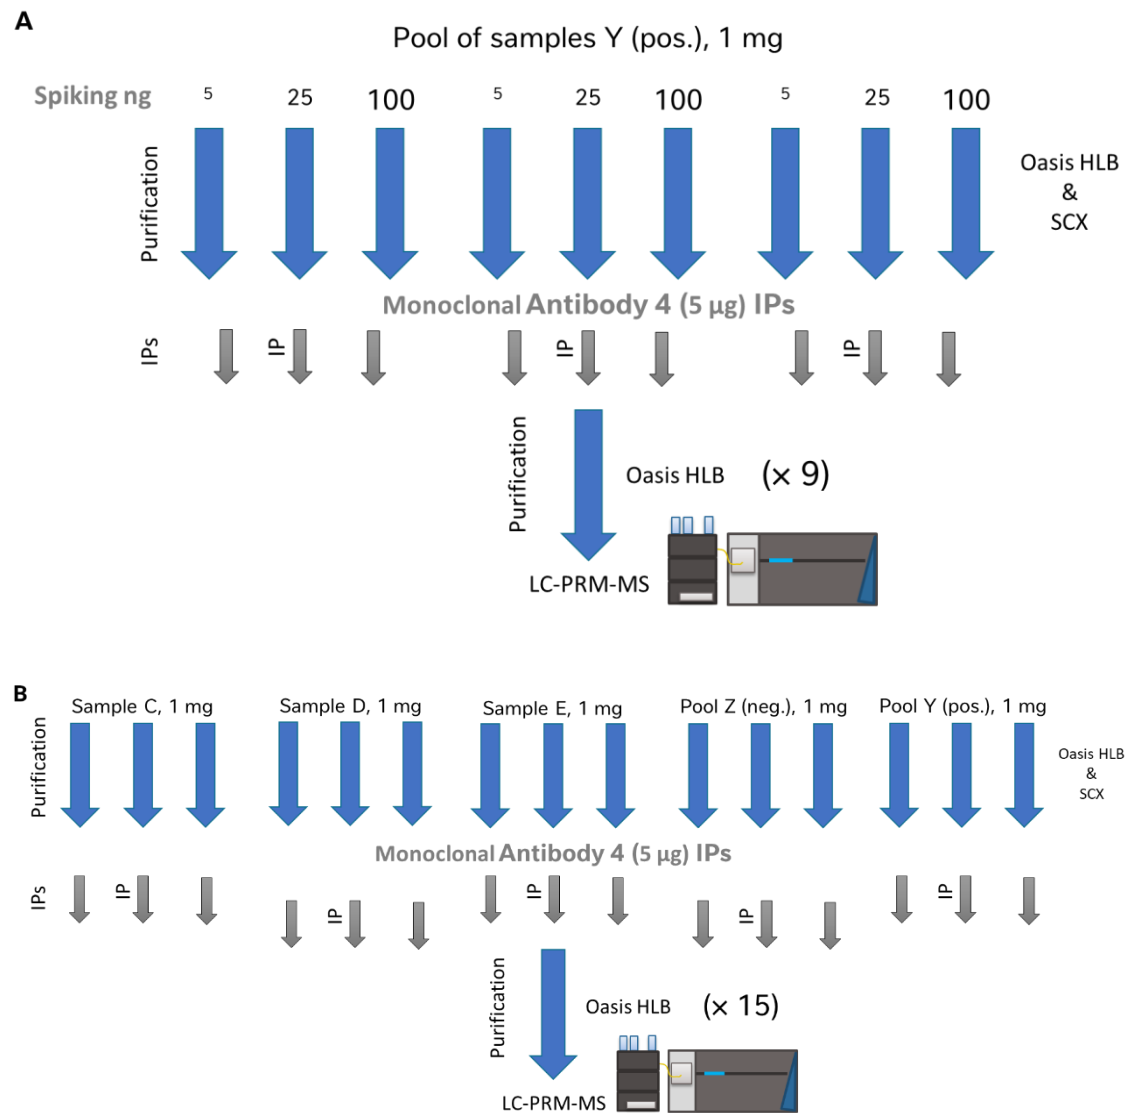 A
Pool of samples Y (pos.), 1 mg
Spiking ng 5 25 100 5 25 100 5 25 100
Purification
Oasis HLB
&
SCX
Monoclonal Antibody 4 (5 µg) IPs
IPs IP IP IP
Purification
Oasis HLB (× 9)
LC-PRM-MS
B
Sample C, 1 mg Sample D, 1 mg Sample E, 1 mg Pool Z (neg.), 1 mg Pool Y (pos.), 1 mg
Purification
Oasis HLB
&
SCX
Monoclonal Antibody 4 (5 µg) IPs
IPs IP IP IP IP IP
Purification
Oasis HLB (× 15)
LC-PRM-MS